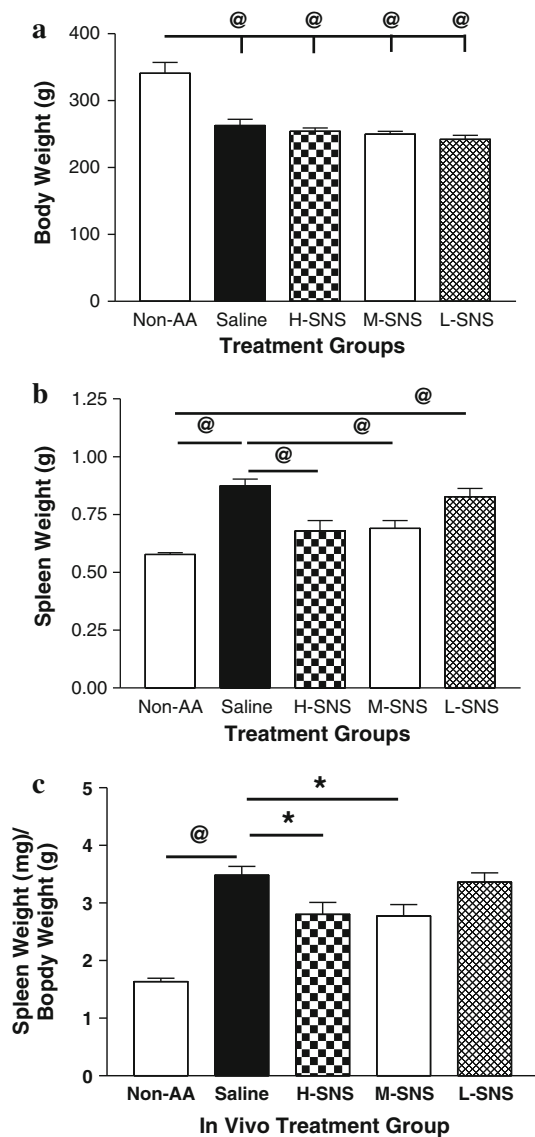 a
@ @ @ @
Body Weight (g)
400
300
200
100
0
Non-AA Saline H-SNS M-SNS L-SNS
Treatment Groups
b
@
@ @
@
Spleen Weight (g)
1.25
1.00
0.75
0.50
0.25
0.00
Non-AA Saline H-SNS M-SNS L-SNS
Treatment Groups
c
*
@ *
Spleen Weight (mg)/
Bopdy Weight (g)
5
4
3
2
1
0
Non-AA Saline H-SNS M-SNS L-SNS
In Vivo Treatment Group